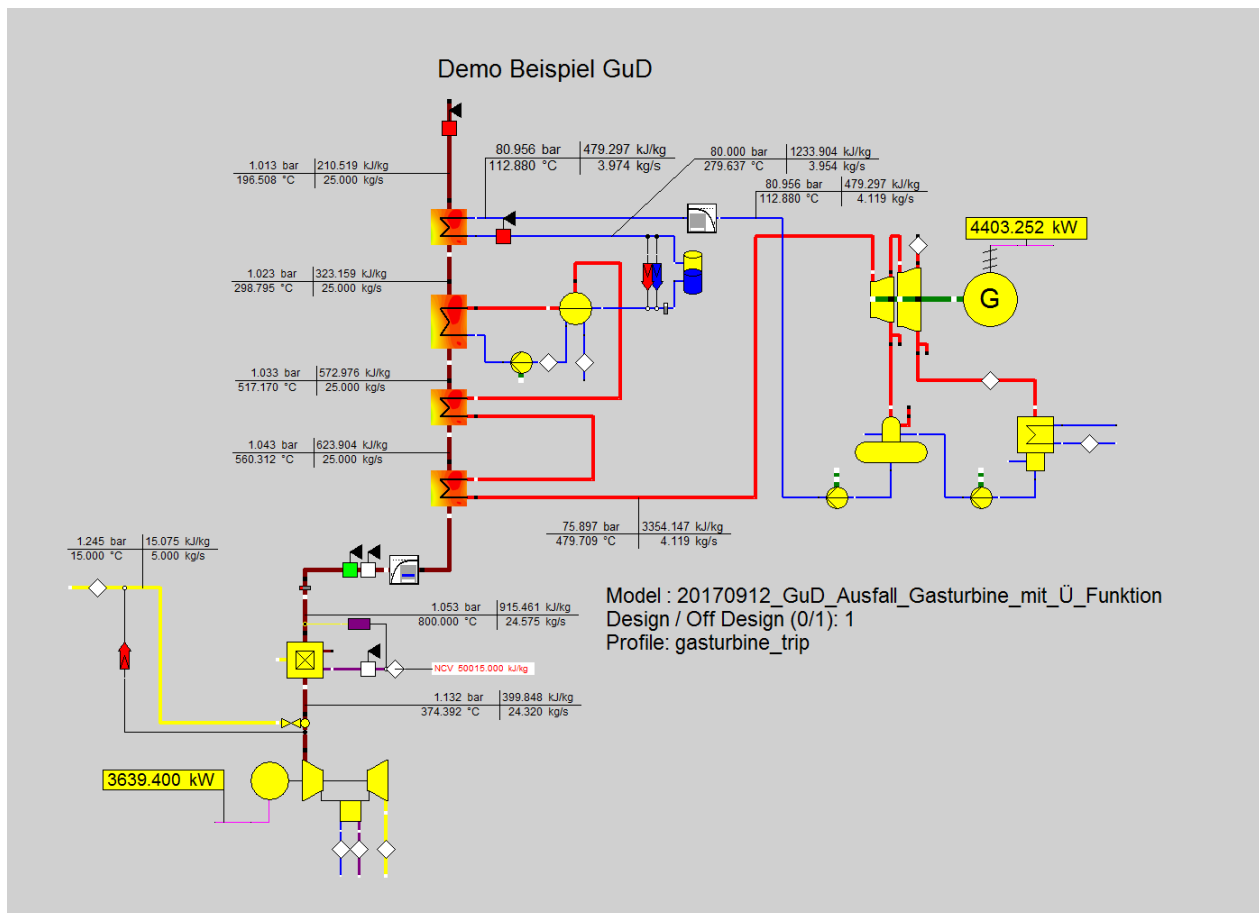 Demo Beispiel GuD
1.013 bar 210.519 kJ/kg
196.508 °C 25.000 kg/s
80.956 bar 479.297 kJ/kg
112.880 °C 3.974 kg/s
80.000 bar 1233.904 kJ/kg
279.637 °C 3.954 kg/s
80.956 bar 479.297 kJ/kg
112.880 °C 4.119 kg/s
4403.252 kW
G
1.023 bar 323.159 kJ/kg
298.795 °C 25.000 kg/s
1.033 bar 572.976 kJ/kg
517.170 °C 25.000 kg/s
1.043 bar 623.904 kJ/kg
560.312 °C 25.000 kg/s
75.897 bar 3354.147 kJ/kg
479.709 °C 4.119 kg/s
1.245 bar 15.075 kJ/kg
15.000 °C 5.000 kg/s
Model : 20170912_GuD_Ausfall_Gasturbine_mit_Ü_Funktion
Design / Off Design (0/1): 1
Profile: gasturbine_trip
1.053 bar 915.461 kJ/kg
800.000 °C 24.575 kg/s
NCV 50015.000 kJ/kg
1.132 bar 399.848 kJ/kg
374.392 °C 24.320 kg/s
3639.400 kW